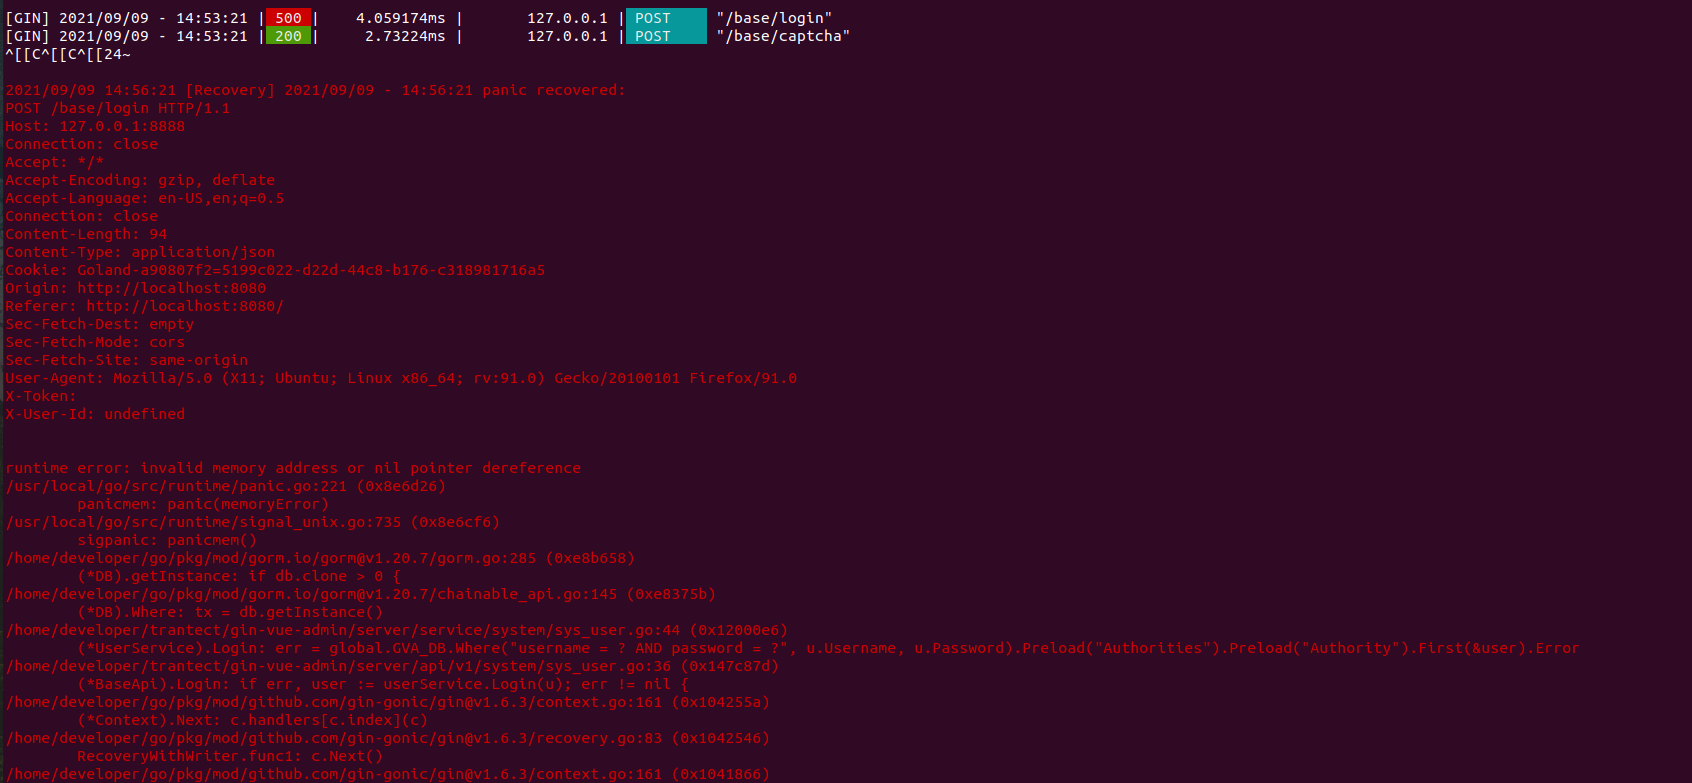 [GIN] 2021/09/09 - 14:53:21 | 500 |     4.059174ms |       127.0.0.1 | POST     "/base/login"
[GIN] 2021/09/09 - 14:53:21 | 200 |      2.73224ms |       127.0.0.1 | POST     "/base/captcha"
^[[C^[[C^[[24~
2021/09/09 14:56:21 [Recovery] 2021/09/09 - 14:56:21 panic recovered:
POST /base/login HTTP/1.1
Host: 127.0.0.1:8888
Connection: close
Accept: */*
Accept-Encoding: gzip, deflate
Accept-Language: en-US,en;q=0.5
Connection: close
Content-Length: 94
Content-Type: application/json
Cookie: Goland-a90807f2=5199c022-d22d-44c8-b176-c318981716a5
Origin: http://localhost:8080
Referer: http://localhost:8080/
Sec-Fetch-Dest: empty
Sec-Fetch-Mode: cors
Sec-Fetch-Site: same-origin
User-Agent: Mozilla/5.0 (X11; Ubuntu; Linux x86_64; rv:91.0) Gecko/20100101 Firefox/91.0
X-Token:
X-User-Id: undefined
runtime error: invalid memory address or nil pointer dereference
/usr/local/go/src/runtime/panic.go:221 (0x8e6d26)
        panicmem: panic(memoryError)
/usr/local/go/src/runtime/signal_unix.go:735 (0x8e6cf6)
        sigpanic: panicmem()
/home/developer/go/pkg/mod/gorm.io/gorm@v1.20.7/gorm.go:285 (0xe8b658)
        (*DB).getInstance: if db.clone > 0 {
/home/developer/go/pkg/mod/gorm.io/gorm@v1.20.7/chainable_api.go:145 (0xe8375b)
        (*DB).Where: tx = db.getInstance()
/home/developer/trantect/gin-vue-admin/server/service/system/sys_user.go:44 (0x12000e6)
        (*UserService).Login: err = global.GVA_DB.Where("username = ? AND password = ?", u.Username, u.Password).Preload("Authorities").Preload("Authority").First(&user).Error
/home/developer/trantect/gin-vue-admin/server/api/v1/system/sys_user.go:36 (0x147c87d)
        (*BaseApi).Login: if err, user := userService.Login(u); err != nil {
/home/developer/go/pkg/mod/github.com/gin-gonic/gin@v1.6.3/context.go:161 (0x104255a)
        (*Context).Next: c.handlers[c.index](c)
/home/developer/go/pkg/mod/github.com/gin-gonic/gin@v1.6.3/recovery.go:83 (0x1042546)
        RecoveryWithWriter.func1: c.Next()
/home/developer/go/pkg/mod/github.com/gin-gonic/gin@v1.6.3/context.go:161 (0x1041866)